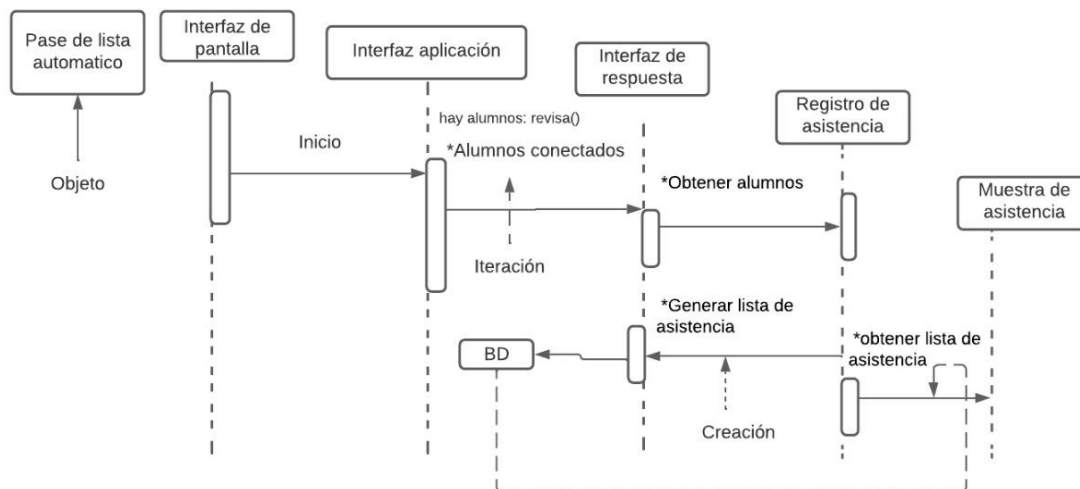 Pase de lista
automatico
Interfaz de
pantalla
Interfaz aplicación
Interfaz de
respuesta
Registro de
asistencia
Muestra de
asistencia
Objeto
Inicio
hay alumnos: revisa()
*Alumnos conectados
Iteración
*Obtener alumnos
*Generar lista de
asistencia
BD
Creación
*obtener lista de
asistencia